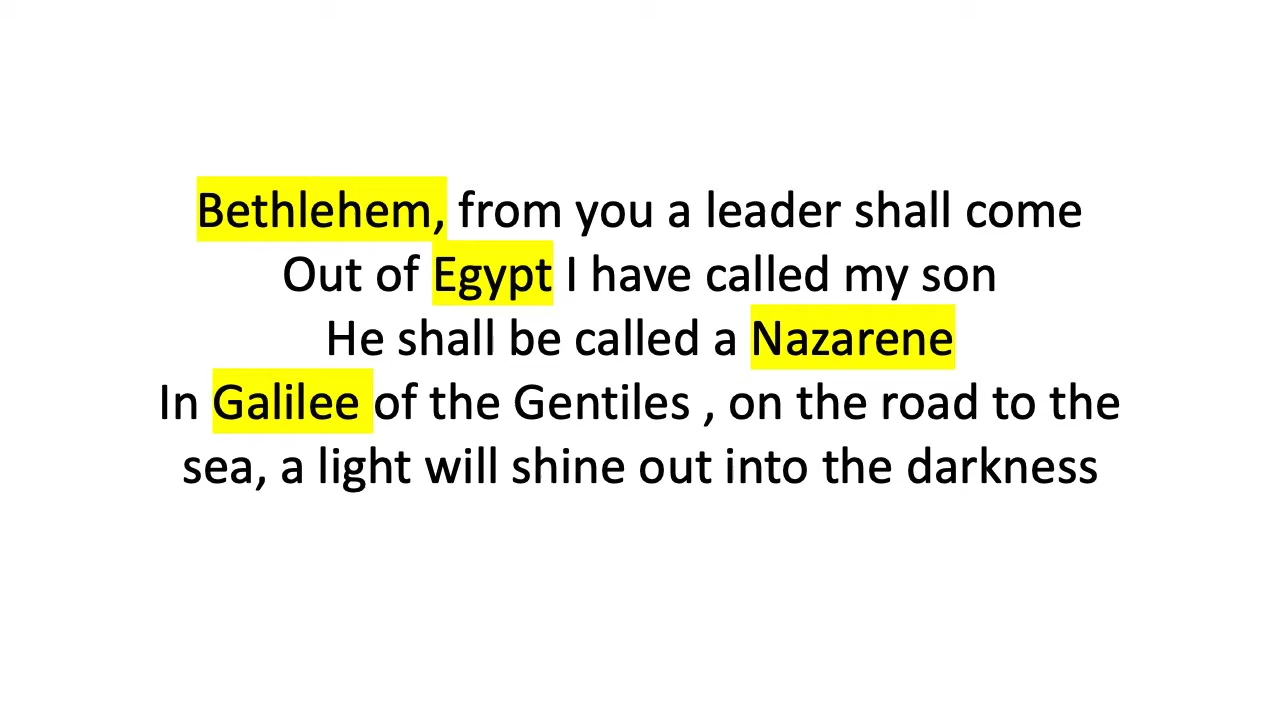 Bethlehem, from you a leader shall come
Out of Egypt I have called my son
He shall be called a Nazarene
In Galilee of the Gentiles , on the road to the
sea, a light will shine out into the darkness